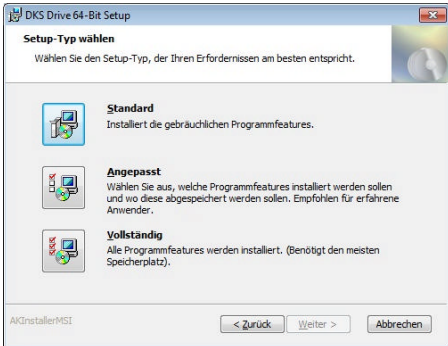 DKS Drive 64-Bit Setup
Setup-Typ wählen
Wählen Sie den Setup-Typ, der Ihren Erfordernissen am besten entspricht.
Standard
Installiert die gebräuchlichen Programmfeatures.
Angepasst
Wählen Sie aus, welche Programmfeatures installiert werden sollen
und wo diese abgespeichert werden sollen. Empfohlen für erfahrene
Anwender.
Vollständig
Alle Programmfeatures werden installiert. (Benötigt den meisten
Speicherplatz).
AKInstallerMSI
< Zurück
Weiter >
Abbrechen